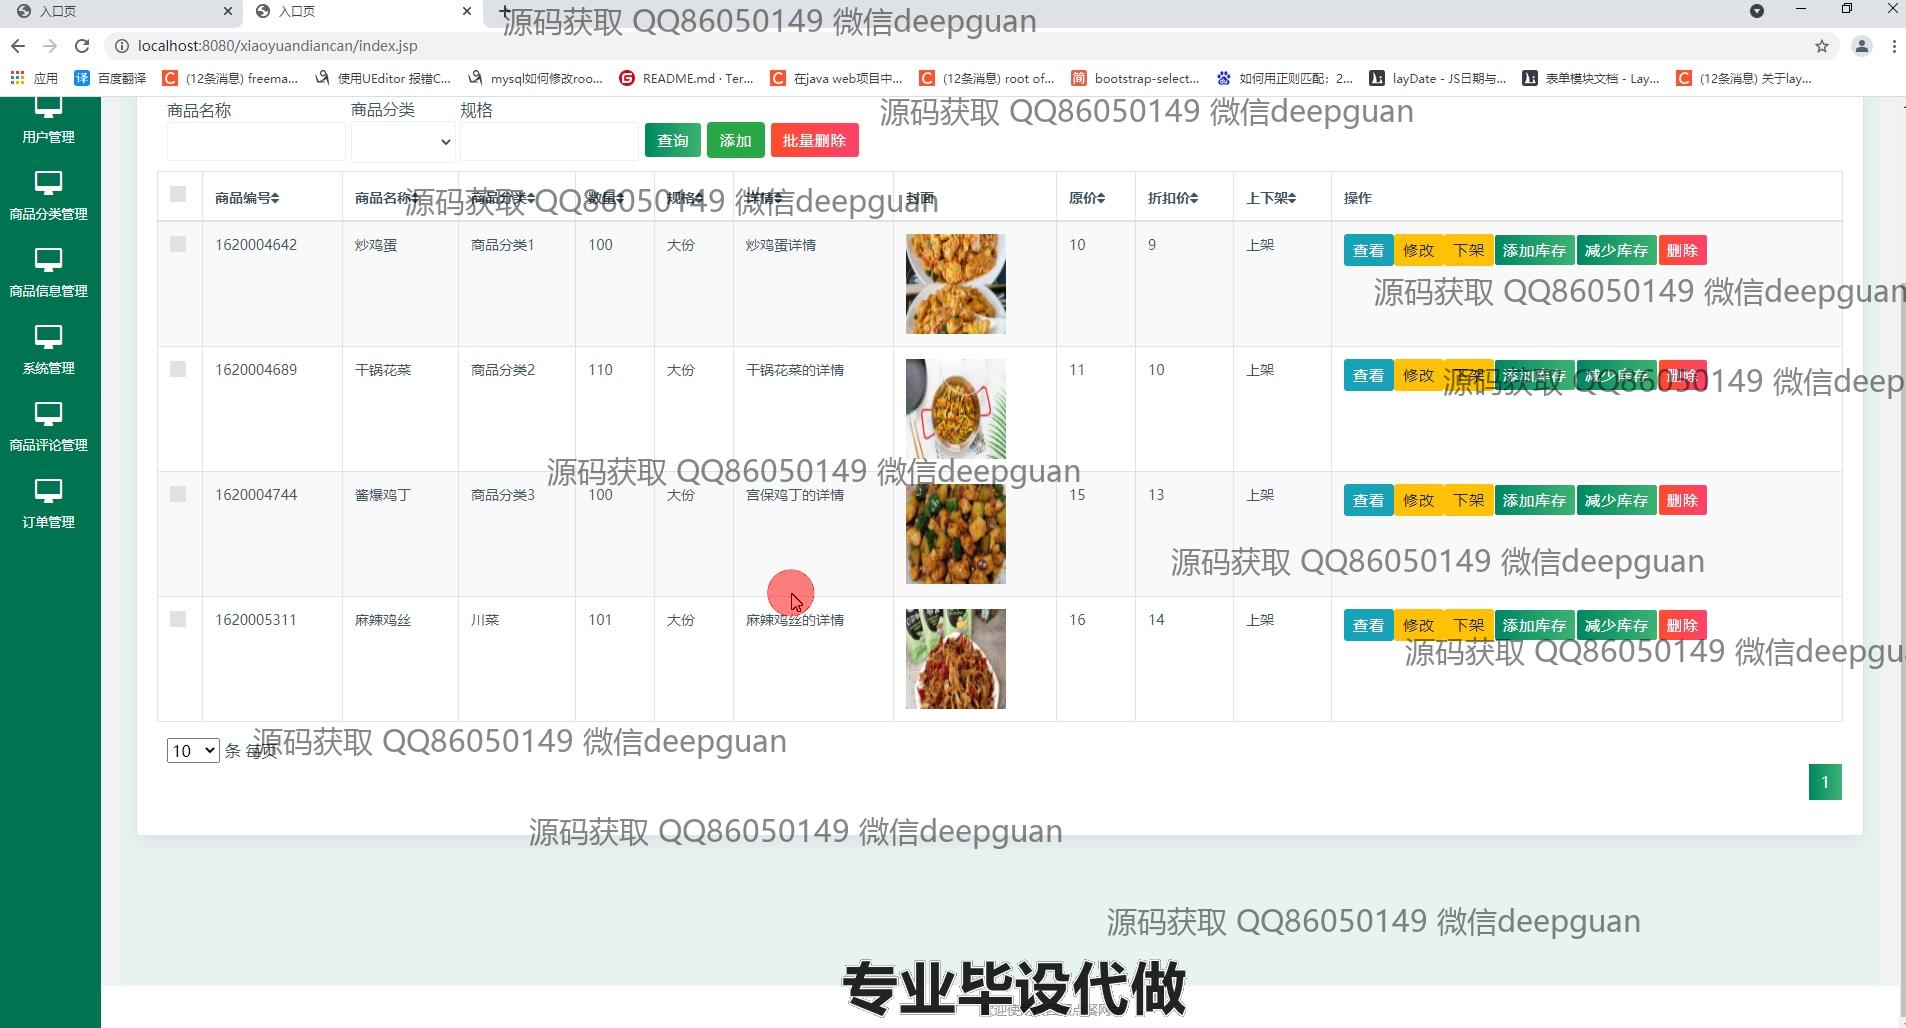 入口页
入口页
源码获取 QQ86050149 微信deepguan
localhost:8080/xiaoyuandiancan/index.jsp
应用 百度翻译 (12条消息) freema... 使用UEditor 报错C... mysql如何修改roo... README.md · Ter... 在java web项目中... (12条消息) root of... bootstrap-select... 如何用正则匹配：2... layDate - JS日期与... 表单模块文档 - Lay... (12条消息) 关于lay...
用户管理
商品分类管理
商品信息管理
系统管理
商品评论管理
订单管理
商品名称 商品分类 规格
源码获取 QQ86050149 微信deepguan
查询 添加 批量删除
商品编号 商品名称 商品分类 数量 规格 详情 封面 原价 折扣价 上下架 操作
源码获取 QQ86050149 微信deepguan
1620004642 炒鸡蛋 商品分类1 100 大份 炒鸡蛋详情 10 9 上架 查看 修改 下架 添加库存 减少库存 删除
源码获取 QQ86050149 微信deepguan
1620004689 干锅花菜 商品分类2 110 大份 干锅花菜的详情 11 10 上架 查看 修改 下架 添加库存 减少库存 删除
源码获取 QQ86050149 微信deep
源码获取 QQ86050149 微信deepguan
1620004744 酱爆鸡丁 商品分类3 100 大份 宫保鸡丁的详情 15 13 上架 查看 修改 下架 添加库存 减少库存 删除
源码获取 QQ86050149 微信deepguan
1620005311 麻辣鸡丝 川菜 101 大份 麻辣鸡丝的详情 16 14 上架 查看 修改 下架 添加库存 减少库存 删除
源码获取 QQ86050149 微信deepgu
源码获取 QQ86050149 微信deepguan
10 条 每页
1
源码获取 QQ86050149 微信deepguan
源码获取 QQ86050149 微信deepguan
专业毕设代做